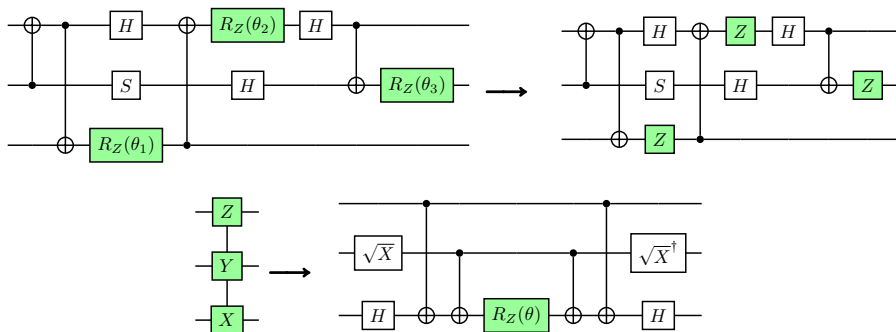 H R_Z(θ_2) H H Z H
S H R_Z(θ_3) S H Z
R_Z(θ_1) Z
Z
Y √X √X†
X H R_Z(θ) H